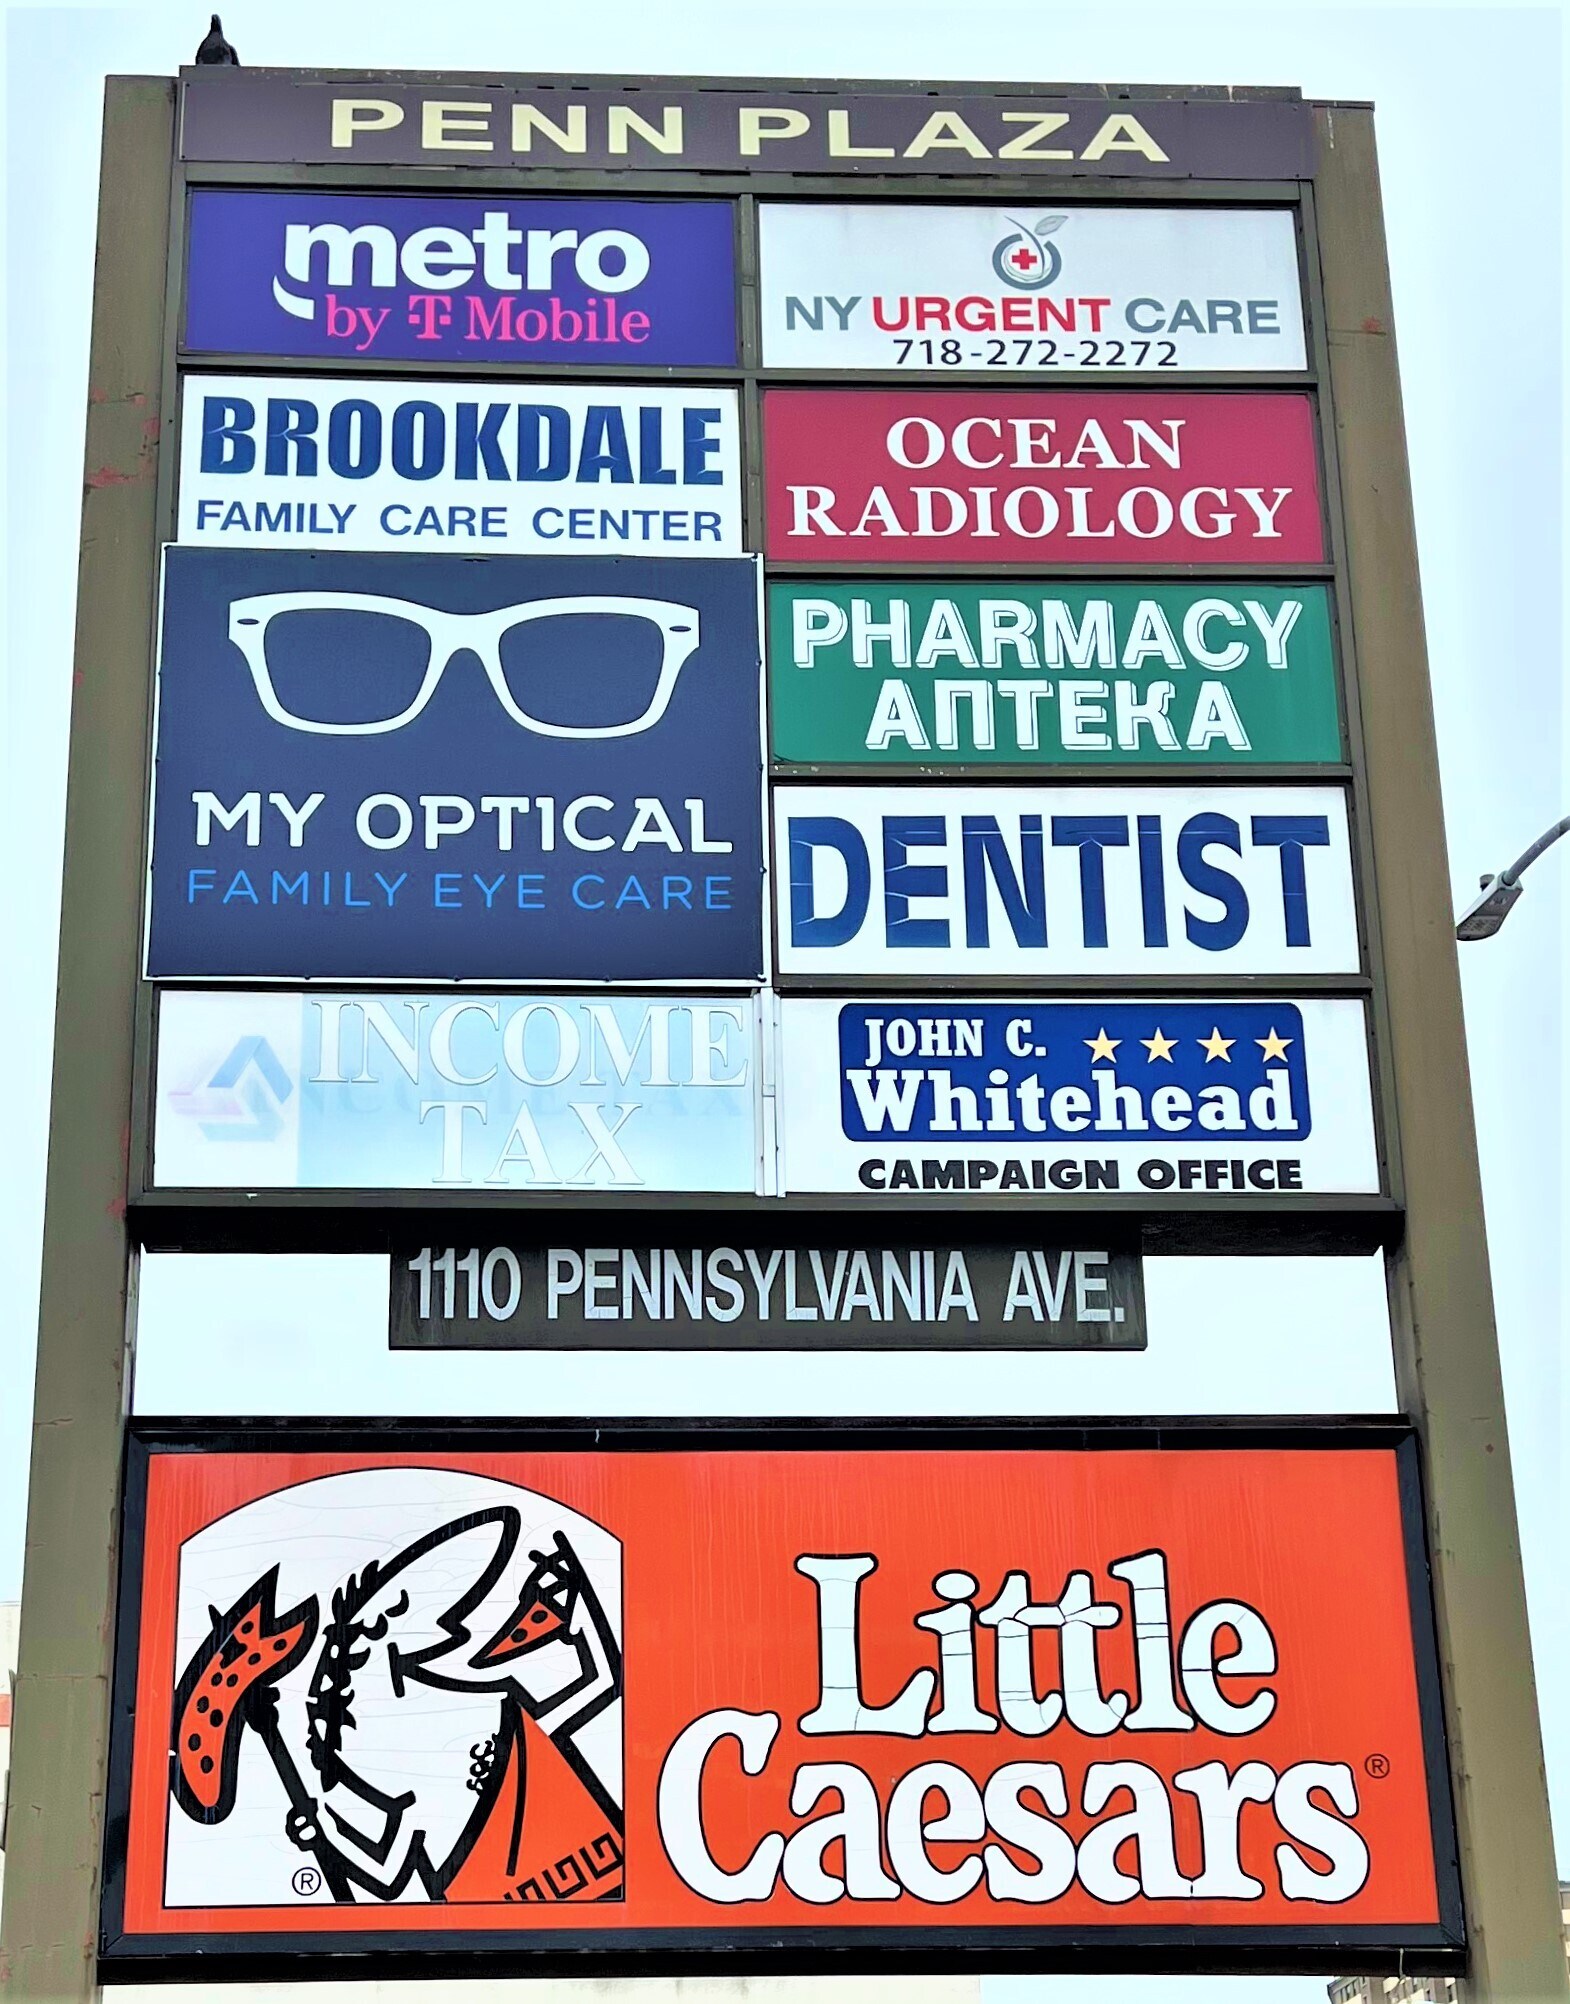 PENN PLAZA
metro
by T Mobile
NY URGENT CARE
718-272-2272
BROOKDALE
FAMILY CARE CENTER
OCEAN
RADIOLOGY
MY OPTICAL
FAMILY EYE CARE
PHARMACY
АПТЕКА
DENTIST
INCOME
TAX
JOHN C.
Whitehead
CAMPAIGN OFFICE
1110 PENNSYLVANIA AVE.
Little
Caesars®
®